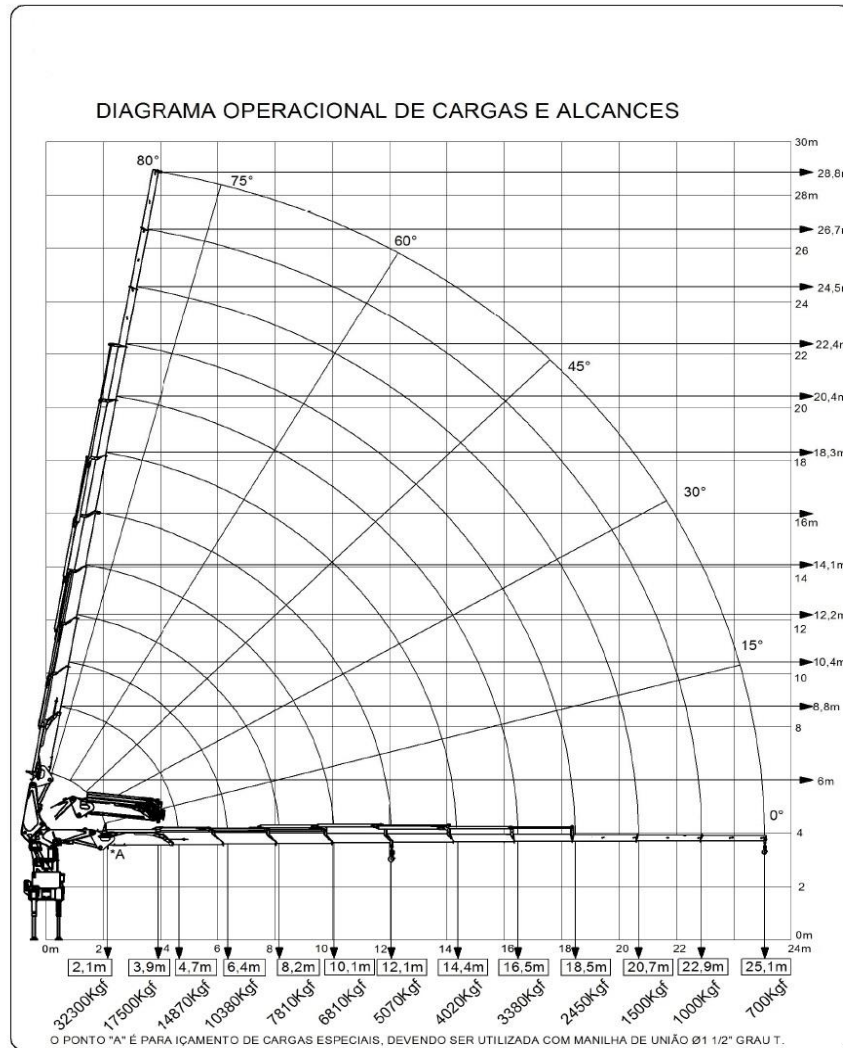 DIAGRAMA OPERACIONAL DE CARGAS E ALCANCES
30m
80°
75°
28,8m
28m
60°
26,7m
26
24,5m
24
45°
22,4m
22
20,4m
20
18,3m
18
30°
16m
14,1m
14
12,2m
12
15°
10,4m
10
8,8m
8
6m
0°
4
*A
2
0m
0m 2 4 6 8 10 12 14 16 18 20 22 24m
2,1m 3,9m 4,7m 6,4m 8,2m 10,1m 12,1m 14,4m 16,5m 18,5m 20,7m 22,9m 25,1m
32300Kgf 17500Kgf 14870Kgf 10380Kgf 7810Kgf 6810Kgf 5070Kgf 4020Kgf 3380Kgf 2450Kgf 1500Kgf 1000Kgf 700Kgf
O PONTO "A" É PARA IÇAMENTO DE CARGAS ESPECIAIS, DEVENDO SER UTILIZADA COM MANILHA DE UNIÃO Ø1 1/2" GRAU T.